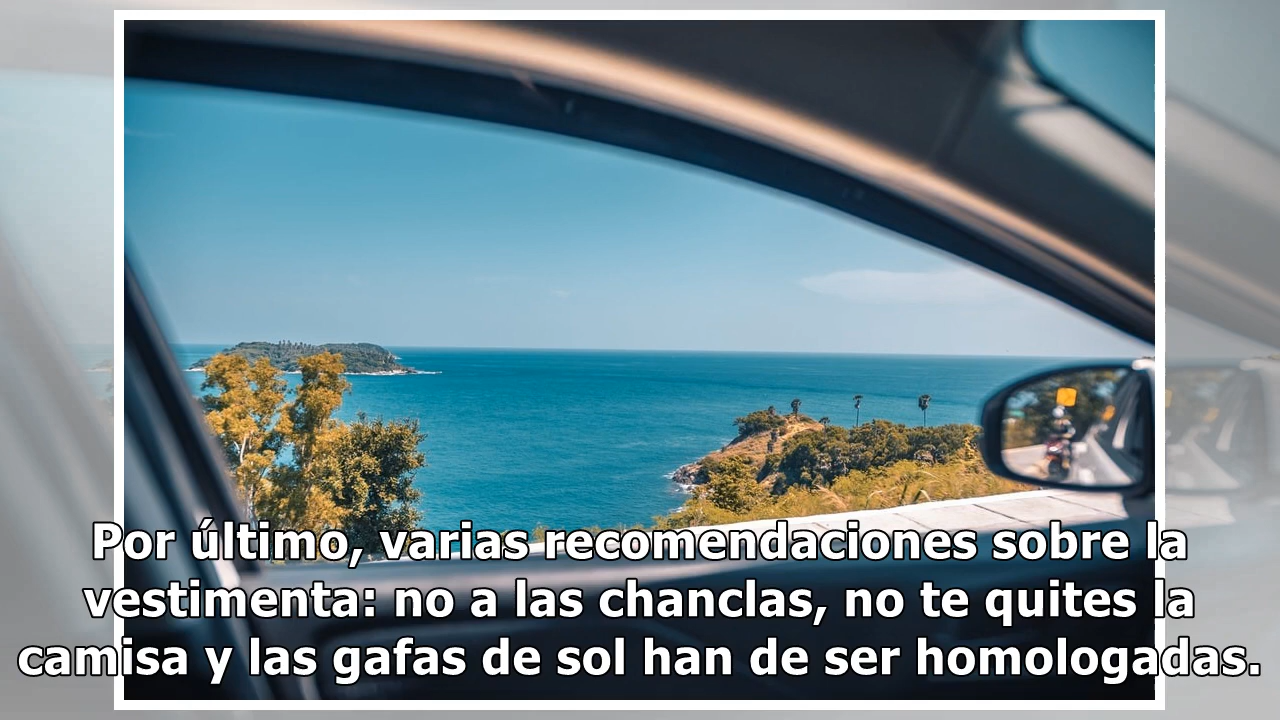 Por último, varias recomendaciones sobre la
vestimenta: no a las chanclas, no te quites la
camisa y las gafas de sol han de ser homologadas.